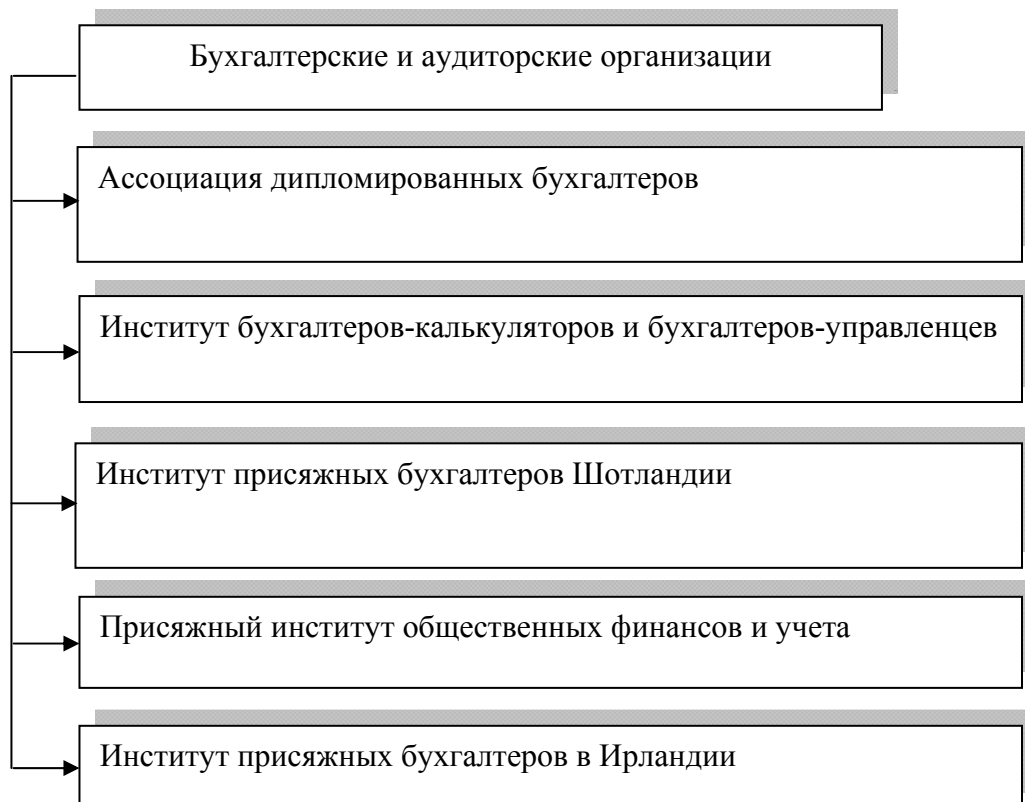 Бухгалтерские и аудиторские организации
Ассоциация дипломированных бухгалтеров
Институт бухгалтеров-калькуляторов и бухгалтеров-управленцев
Институт присяжных бухгалтеров Шотландии
Присяжный институт общественных финансов и учета
Институт присяжных бухгалтеров в Ирландии